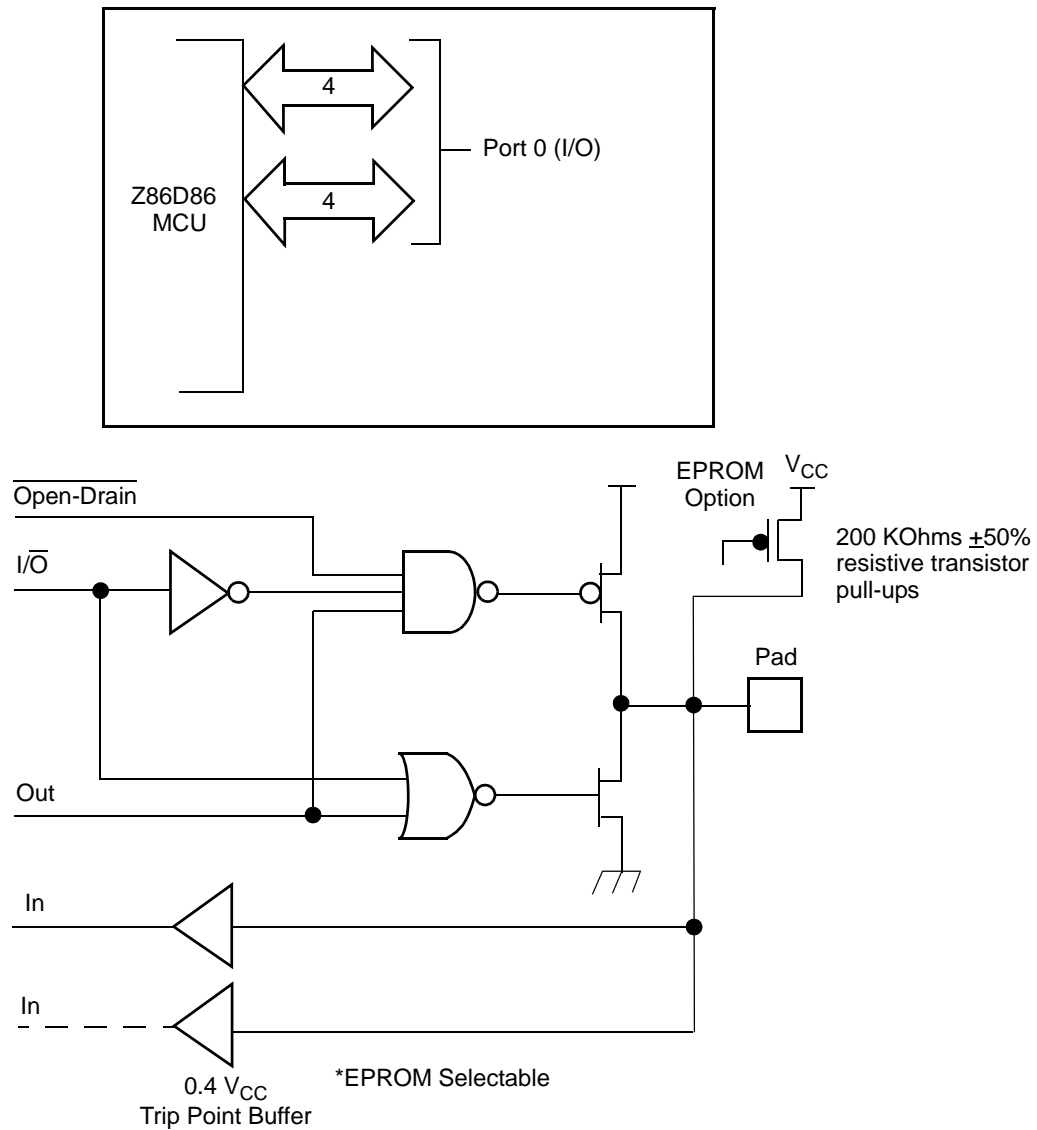 4
Port 0 (I/O)
Z86D86
MCU
4
EPROM
Option
VCC
Open-Drain
200 KOhms ±50%
resistive transistor
pull-ups
I/O
Pad
Out
In
In
*EPROM Selectable
0.4 VCC
Trip Point Buffer